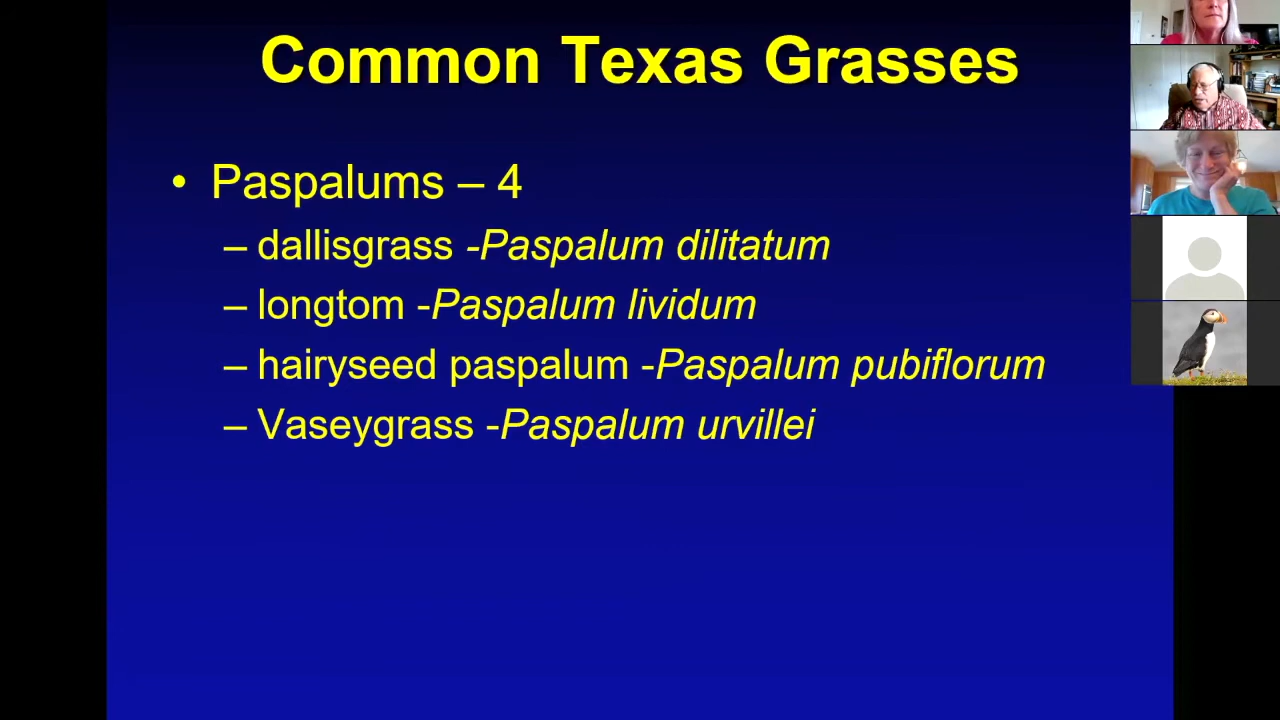 Common Texas Grasses
• Paspalums – 4
– dallisgrass -Paspalum dilitatum
– longtom -Paspalum lividum
– hairyseed paspalum -Paspalum pubiflorum
– Vaseygrass -Paspalum urvillei